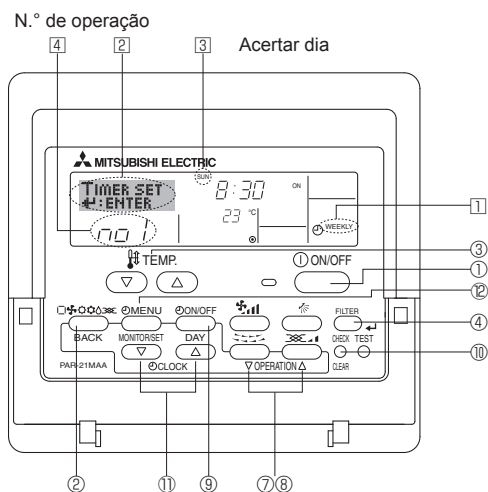 N.° de operação
4 2 3 Acertar dia
MITSUBISHI ELECTRIC
SUN
TIMER SET 8:30 ON
↵:ENTER
no 1 23 °C WEEKLY 1
TEMP. ON/OFF ③
①
⑫
MENU ON/OFF FILTER ④
BACK MONITOR/SET DAY CHECK TEST ⑩
PAR-21MAA CLOCK ▽ OPERATION △ CLEAR
② ⑪ ⑨ ⑦⑧